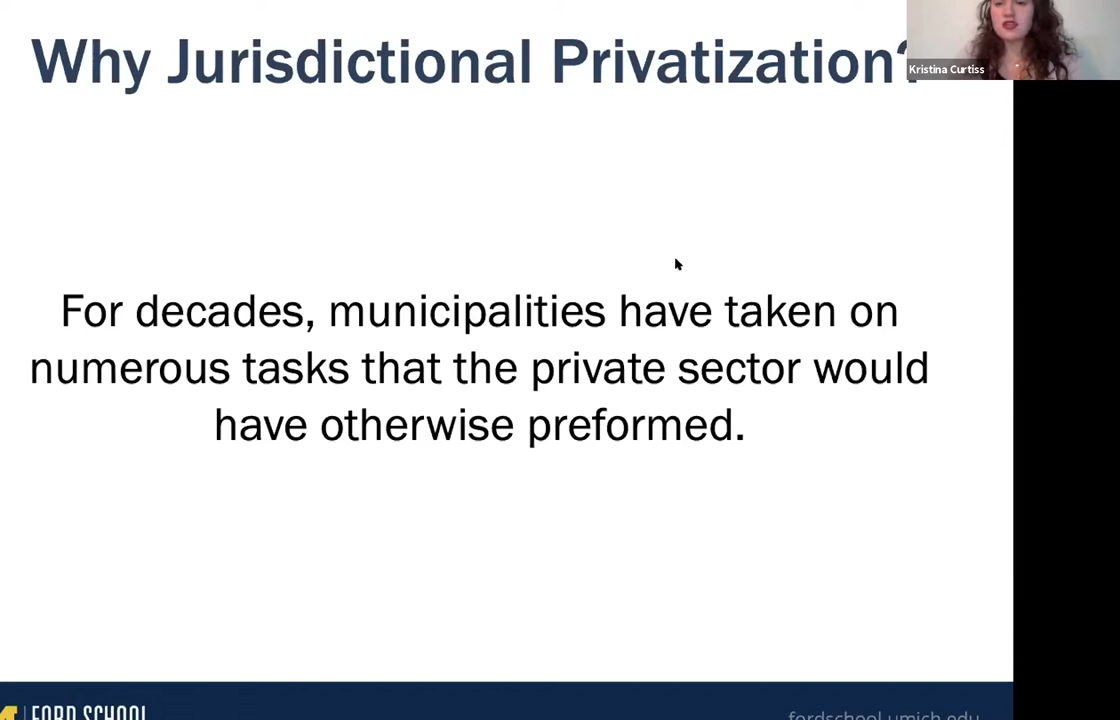 Why Jurisdictional Privatization?
Kristina Curtiss
For decades, municipalities have taken on
numerous tasks that the private sector would
have otherwise preformed.
FORD SCHOOL
fordschool.umich.edu